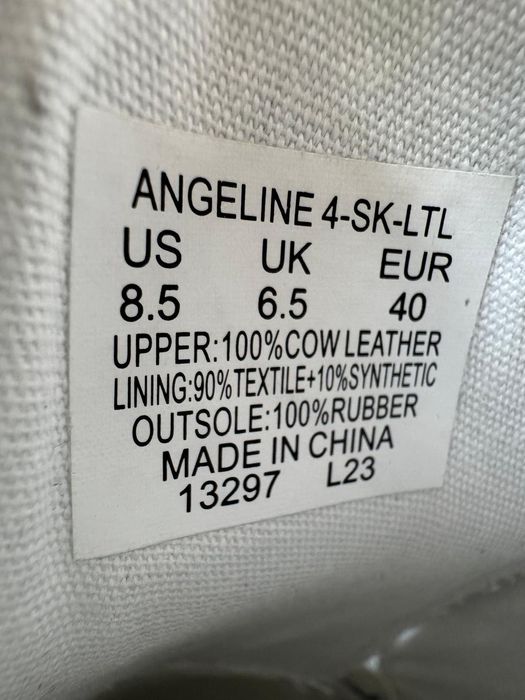 ANGELINE 4-SK-LTL
US UK EUR
8.5 6.5 40
UPPER:100%COW LEATHER
LINING:90%TEXTILE+10%SYNTHETIC
OUTSOLE:100%RUBBER
MADE IN CHINA
13297 L23